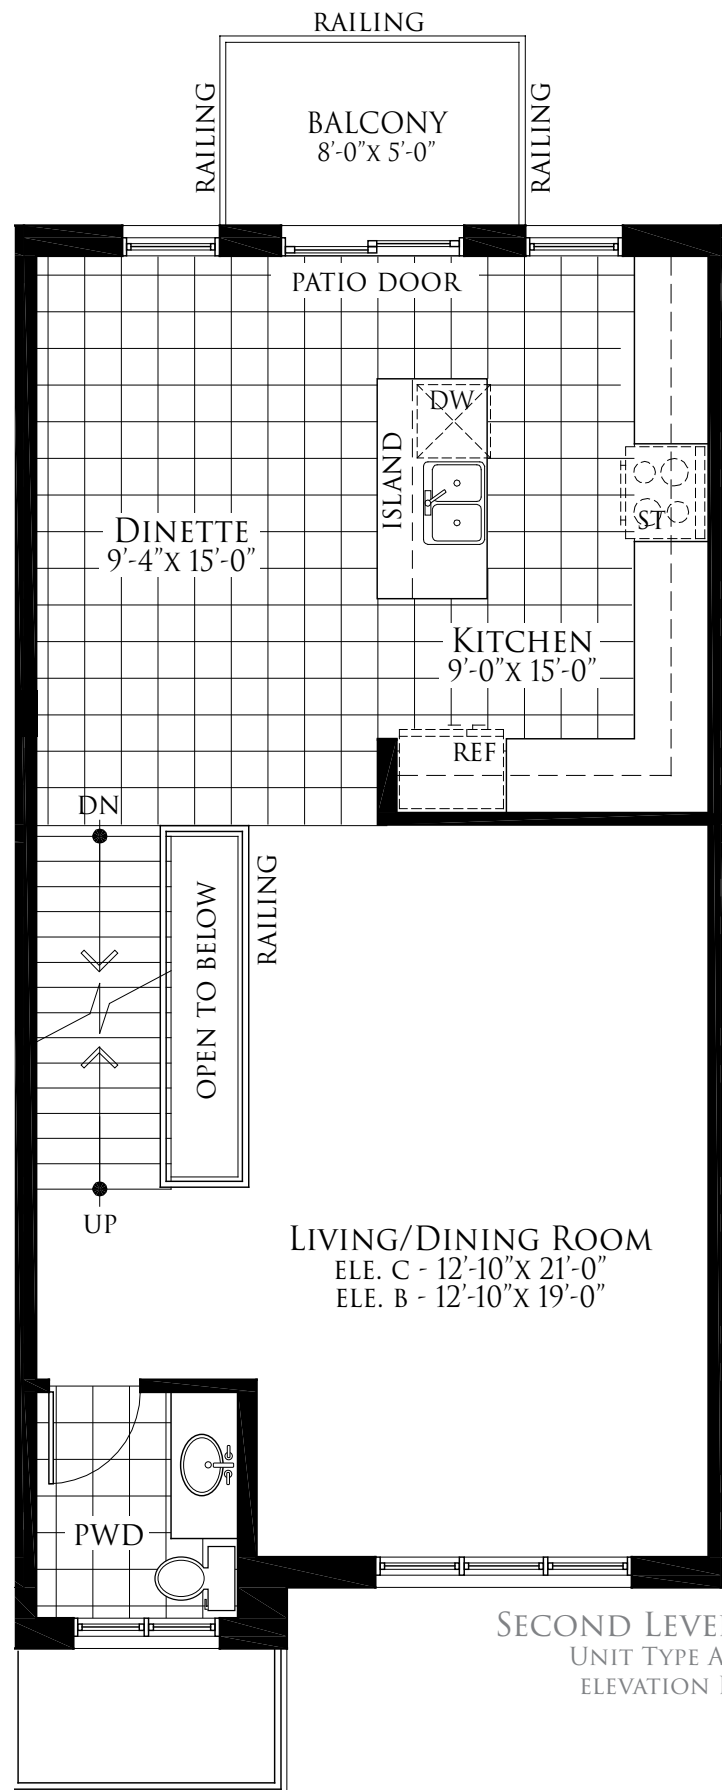 RAILING
RAILING
RAILING
BALCONY
8'-0"X 5'-0"
PATIO DOOR
DW
ISLAND
ST
DINETTE
9'-4"X 15'-0"
KITCHEN
9'-0"X 15'-0"
REF
DN
RAILING
OPEN TO BELOW
UP
LIVING/DINING ROOM
ELE. C - 12'-10"X 21'-0"
ELE. B - 12'-10"X 19'-0"
PWD
SECOND
UNIT TYPE A
ELEVATION